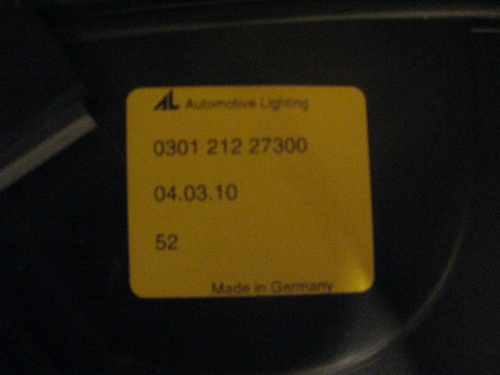 AL Automotive Lighting
0301 212 27300
04.03.10
52
Made in Germany